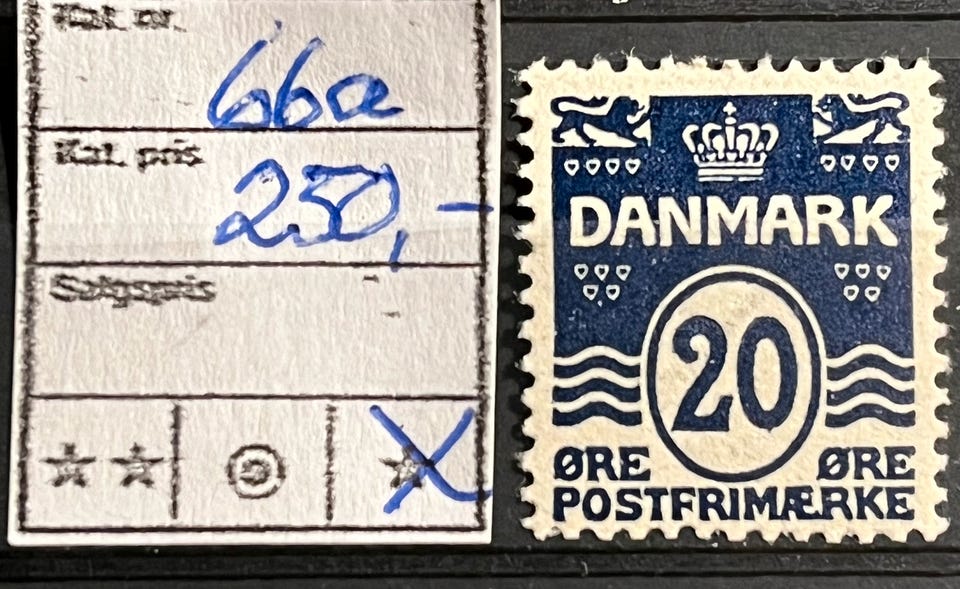 Kat. nr.
66a
Kat. pris
250,-
Salgspris
DANMARK
20
ØRE ØRE
POSTFRIMÆRKE